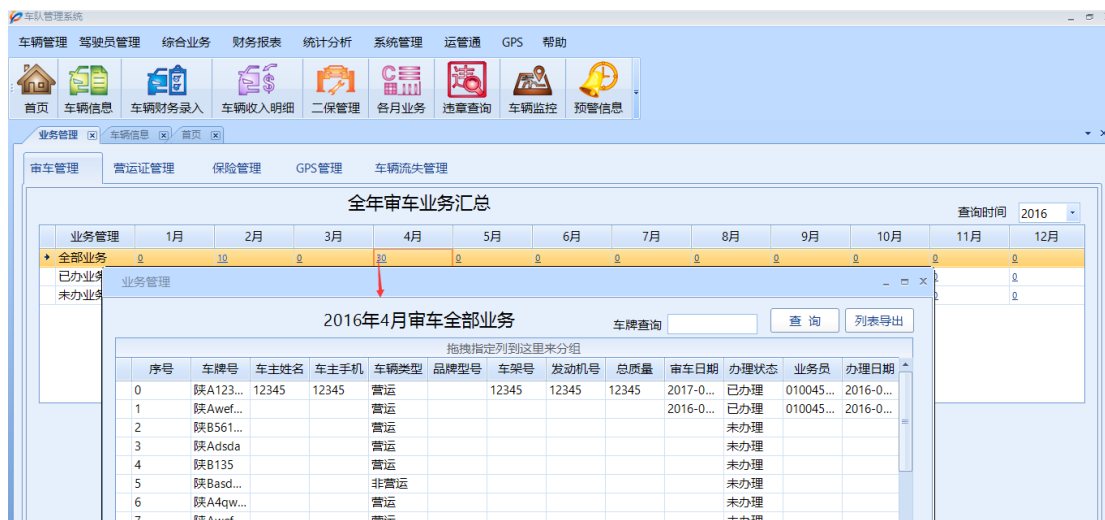 车队管理系统
车辆管理 驾驶员管理 综合业务 财务报表 统计分析 系统管理 运管通 GPS 帮助
首页 车辆信息 车辆财务录入 车辆收入明细 二保管理 各月业务 违章查询 车辆监控 预警信息
业务管理 车辆信息 首页
审车管理 营运证管理 保险管理 GPS管理 车辆流失管理
全年审车业务汇总
查询时间 2016
业务管理 1月 2月 3月 4月 5月 6月 7月 8月 9月 10月 11月 12月
全部业务 0 10 0 30 0 0 0 0 0 0 0 0
已办业务 0 0
未办业务 0 0
业务管理
2016年4月审车全部业务 车牌查询 查 询 列表导出
拖拽指定列到这里来分组
序号 车牌号 车主姓名 车主手机 车辆类型 品牌型号 车架号 发动机号 总质量 审车日期 办理状态 业务员 办理日期
0 陕A123... 12345 12345 营运 12345 12345 12345 2017-0... 已办理 010045... 2016-0...
1 陕Awef... 营运 2016-0... 已办理 010045... 2016-0...
2 陕B561... 营运 未办理
3 陕Adsda 营运 未办理
4 陕B135 营运 未办理
5 陕Basd... 非营运 未办理
6 陕A4qw... 营运 未办理